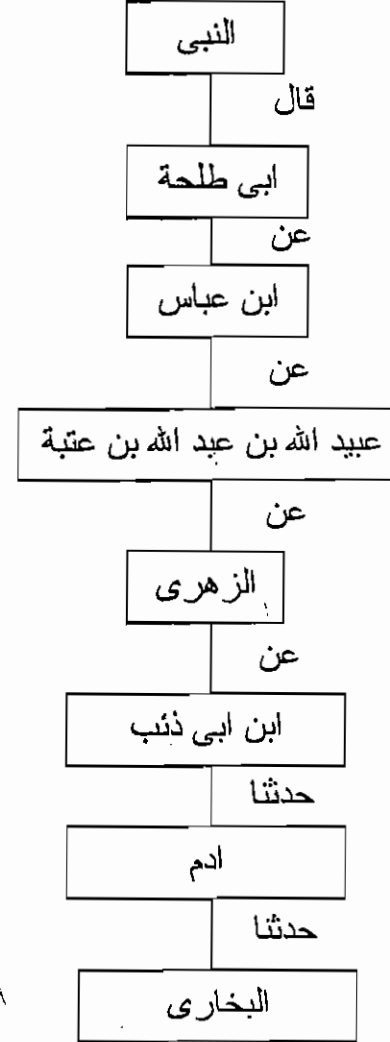 النبى
قال
ابى طلحة
عن
ابن عباس
عن
عبيد الله بن عبد الله بن عتبة
عن
الزهرى
عن
ابن ابى ذئب
حدثنا
ادم
حدثنا
البخارى